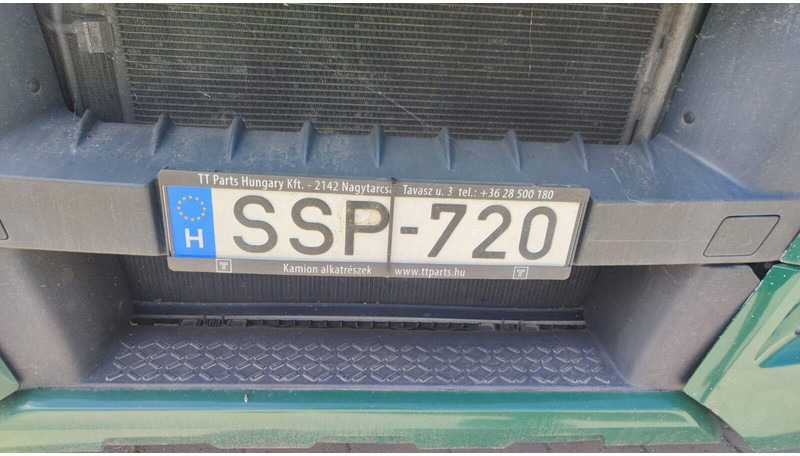 TT Parts Hungary Kft. - 2142 Nagytarcsa Tavasz u. 3 tel.: +36 28 500 180
H SSP-720
Kamion alkatrészek www.ttparts.hu